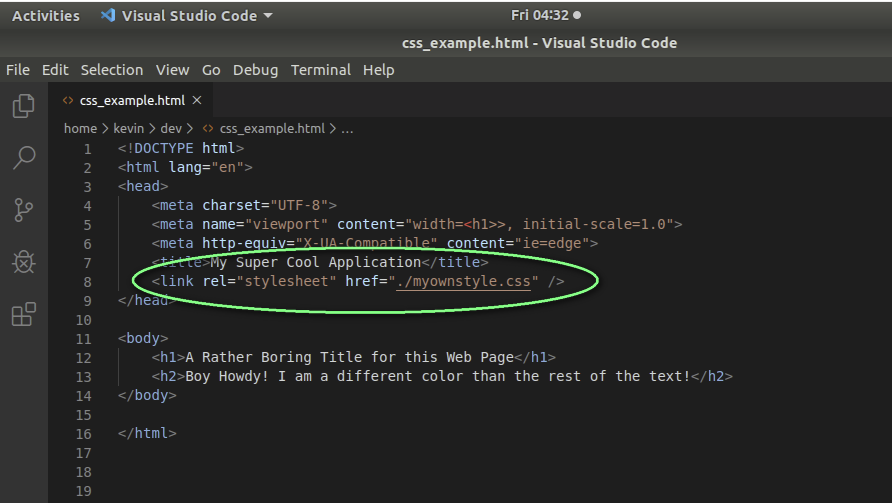 Activities Visual Studio Code Fri 04:32
css_example.html - Visual Studio Code
File Edit Selection View Go Debug Terminal Help
<> css_example.html ×
home > kevin > dev > <> css_example.html > ...
1 <!DOCTYPE html>
2 <html lang="en">
3 <head>
4 <meta charset="UTF-8">
5 <meta name="viewport" content="width=<h1>>, initial-scale=1.0">
6 <meta http-equiv="X-UA-Compatible" content="ie=edge">
7 <title>My Super Cool Application</title>
8 <link rel="stylesheet" href="./myownstyle.css" />
9 </head>
10
11 <body>
12 <h1>A Rather Boring Title for this Web Page</h1>
13 <h2>Boy Howdy! I am a different color than the rest of the text!</h2>
14 </body>
15
16 </html>
17
18
19